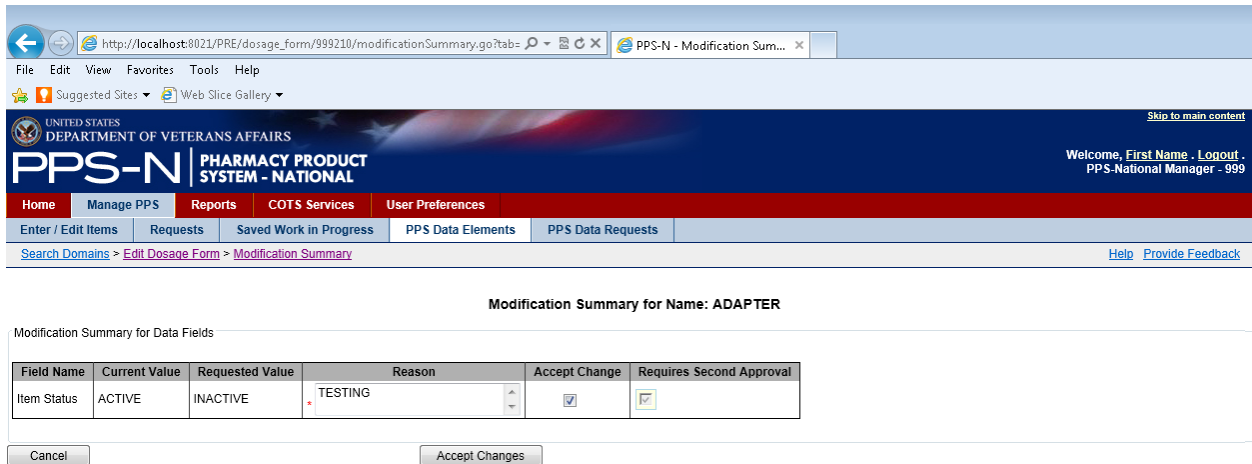 http://localhost:8021/PRE/dosage_form/999210/modificationSummary.go?tab=
PPS-N - Modification Sum...
File Edit View Favorites Tools Help
Suggested Sites Web Slice Gallery
Skip to main content
UNITED STATES
DEPARTMENT OF VETERANS AFFAIRS
PPS-N PHARMACY PRODUCT
SYSTEM - NATIONAL
Welcome, First Name . Logout .
PPS-National Manager - 999
Home Manage PPS Reports COTS Services User Preferences
Enter / Edit Items Requests Saved Work in Progress PPS Data Elements PPS Data Requests
Search Domains > Edit Dosage Form > Modification Summary Help Provide Feedback
Modification Summary for Name: ADAPTER
Modification Summary for Data Fields
Field Name Current Value Requested Value Reason Accept Change Requires Second Approval
Item Status ACTIVE INACTIVE * TESTING
Cancel Accept Changes